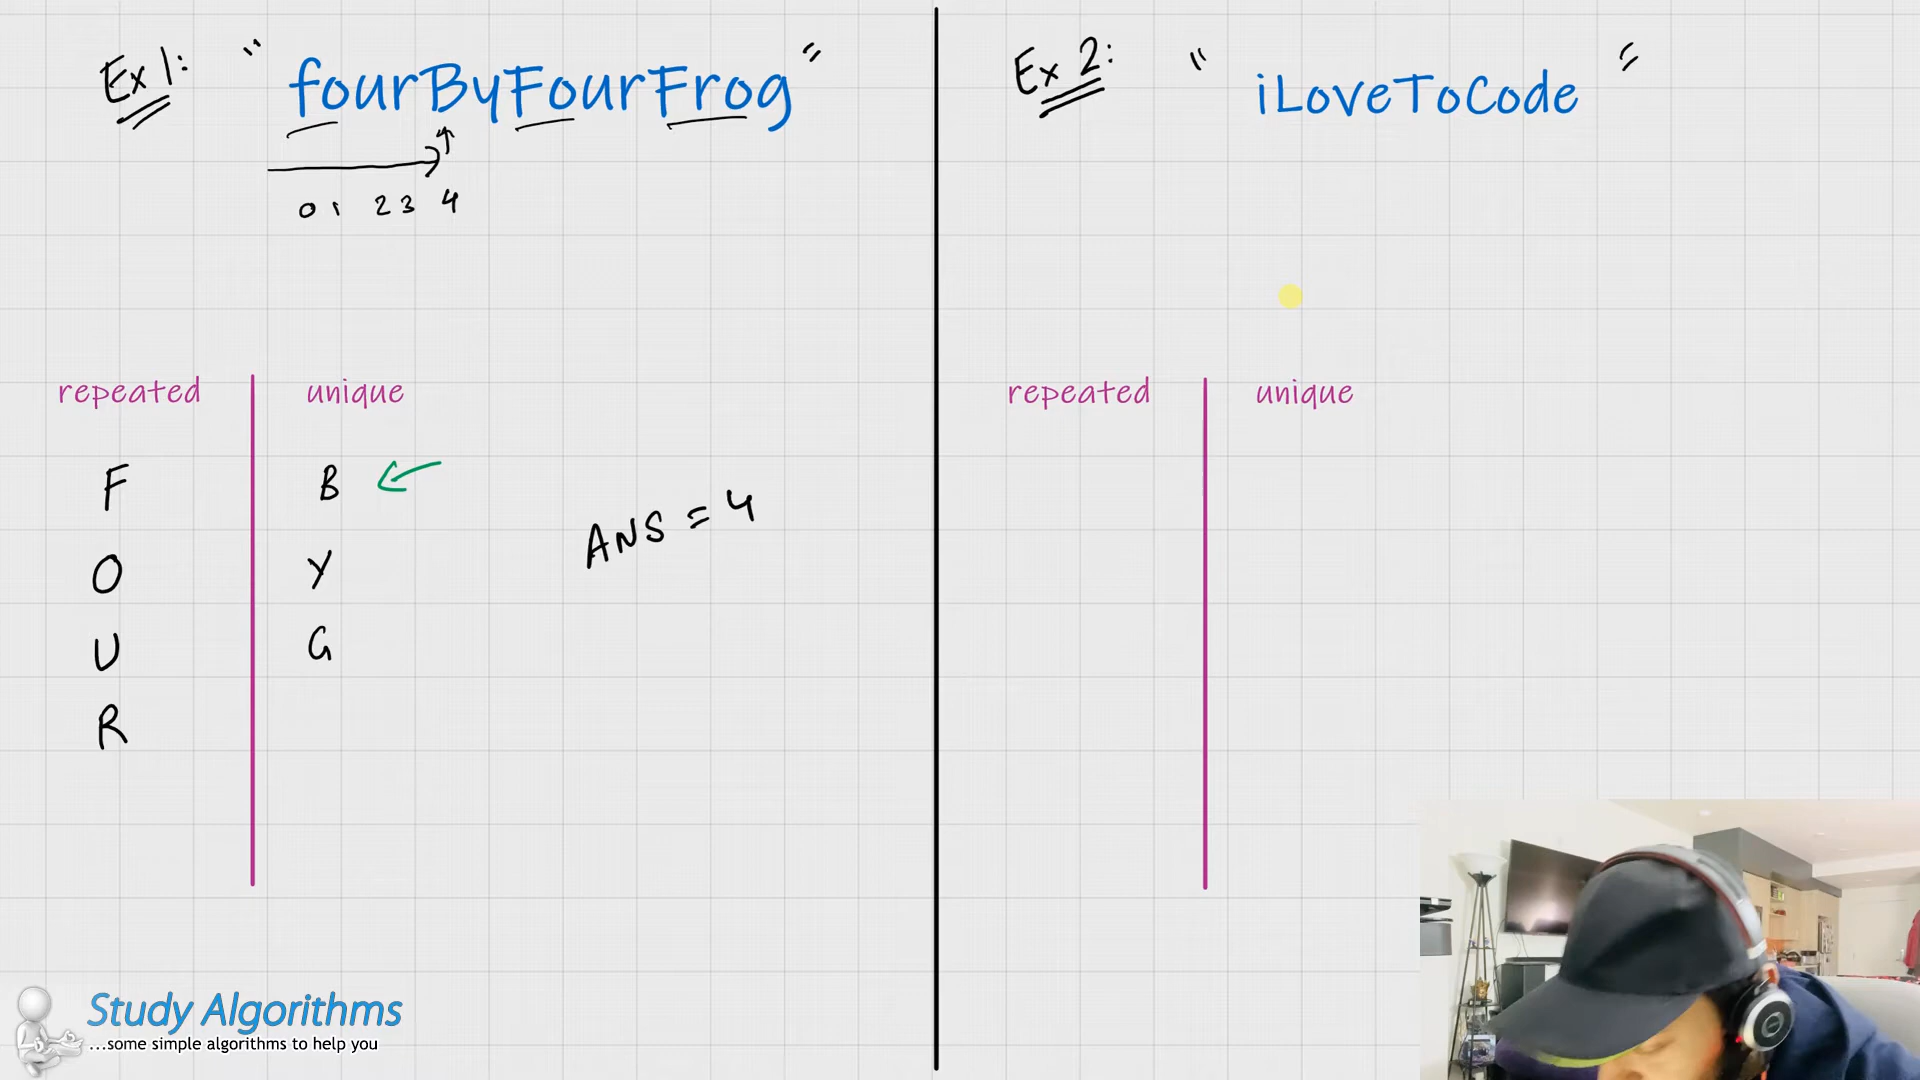 Ex 1: " fourByFourFrog "
0 1 2 3 4
repeated unique
F B
O Y
U G
R
ANS = 4
Ex 2: " iLoveToCode "
repeated unique
Study Algorithms
...some simple algorithms to help you